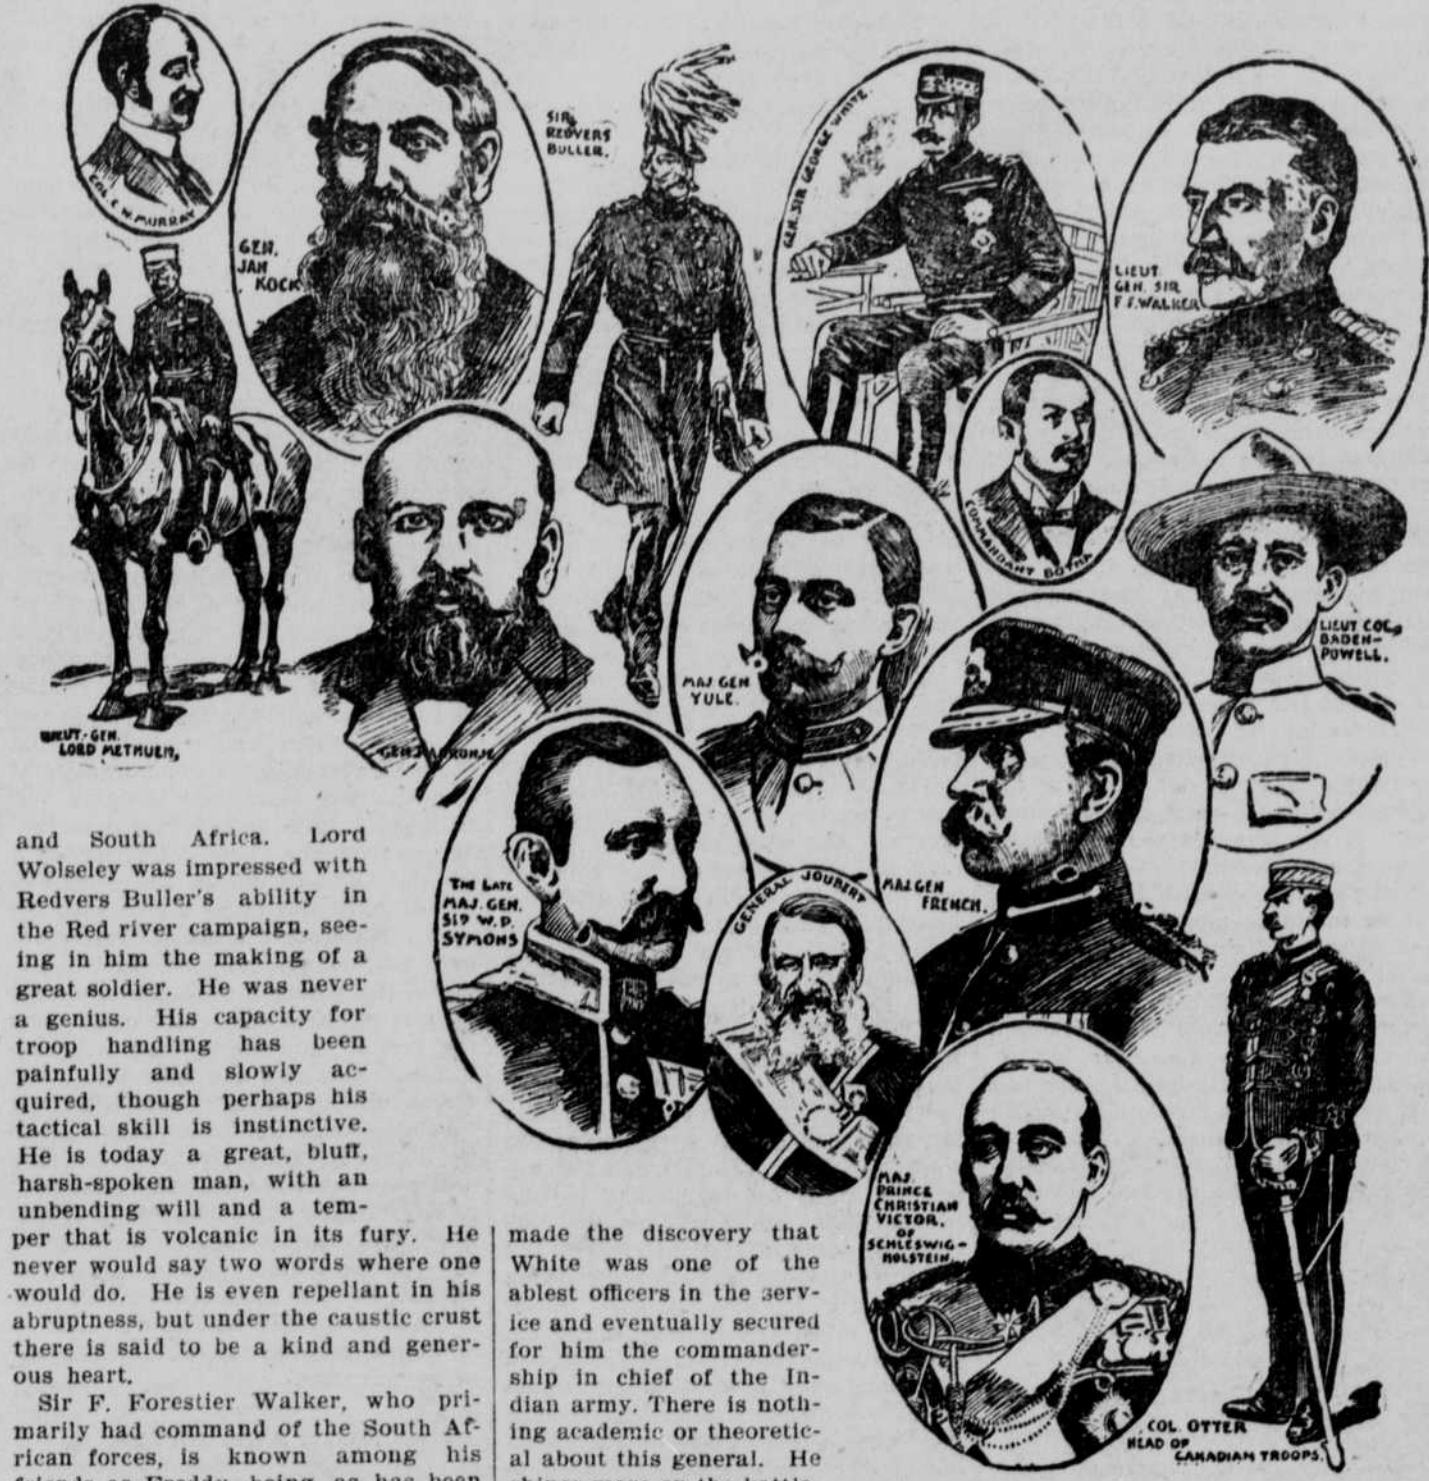 COL. C. W. MURRAY
GEN.
JAN
KOCK
SIR
REDVERS
BULLER.
GEN. SIR GEORGE WHITE.
LIEUT.
GEN. SIR
F. F. WALKER
COMMANDANT BOTHA
LIEUT COL.
BADEN-
POWELL.
LIEUT-GEN.
LORD METHUEN,
GEN.
MAJ GEN
YULE.
THE LATE
MAJ. GEN.
SIR W. P.
SYMONS
GENERAL JOUBERT
MAJ. GEN
FRENCH.
MAJ.
PRINCE
CHRISTIAN
VICTOR.
OF
SCHLESWIG-
HOLSTEIN
COL. OTTER
HEAD OF
CANADIAN TROOPS.
and South Africa. Lord
Wolseley was impressed with
Redvers Buller's ability in
the Red river campaign, see-
ing in him the making of a
great soldier. He was never
a genius. His capacity for
troop handling has been
painfully and slowly ac-
quired, though perhaps his
tactical skill is instinctive.
He is today a great, bluff,
harsh-spoken man, with an
unbending will and a tem-
per that is volcanic in its fury. He
never would say two words where one
would do. He is even repellant in his
abruptness, but under the caustic crust
there is said to be a kind and gener-
ous heart.
Sir F. Forestier Walker, who pri-
marily had command of the South Af-
rican forces, is known among his
made the discovery that
White was one of the
ablest officers in the serv-
ice and eventually secured
for him the commander-
ship in chief of the In-
dian army. There is noth-
ing academic or theoretic-
al about this general. He